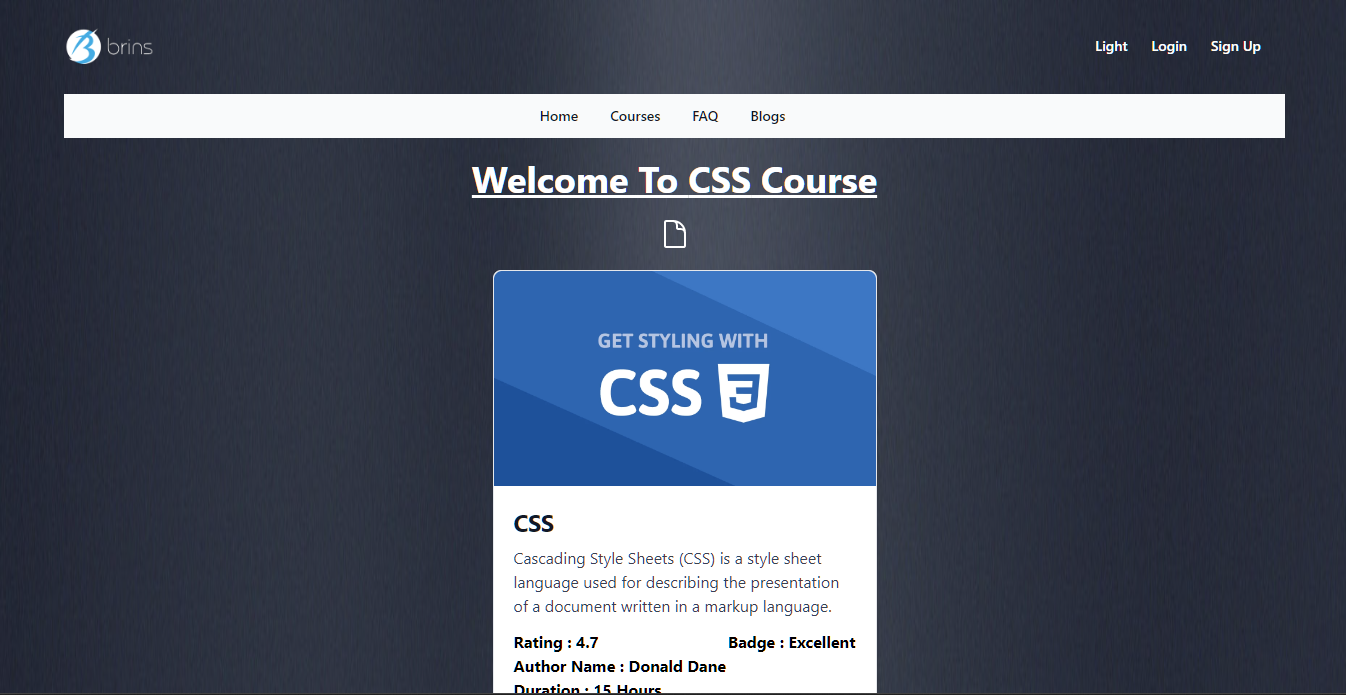 brins
Light Login Sign Up
Home Courses FAQ Blogs
Welcome To CSS Course
GET STYLING WITH
CSS
CSS
Cascading Style Sheets (CSS) is a style sheet
language used for describing the presentation
of a document written in a markup language.
Rating : 4.7 Badge : Excellent
Author Name : Donald Dane
Duration : 15 Hours